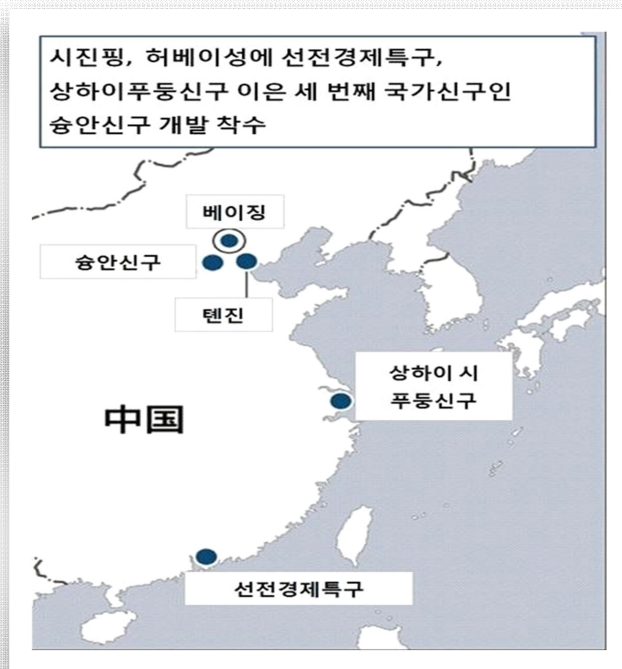 시진핑, 허베이성에 선전경제특구,
상하이푸둥신구 이은 세 번째 국가신구인
슝안신구 개발 착수
베이징
슝안신구
톈진
상하이 시
푸둥신구
中国
선전경제특구